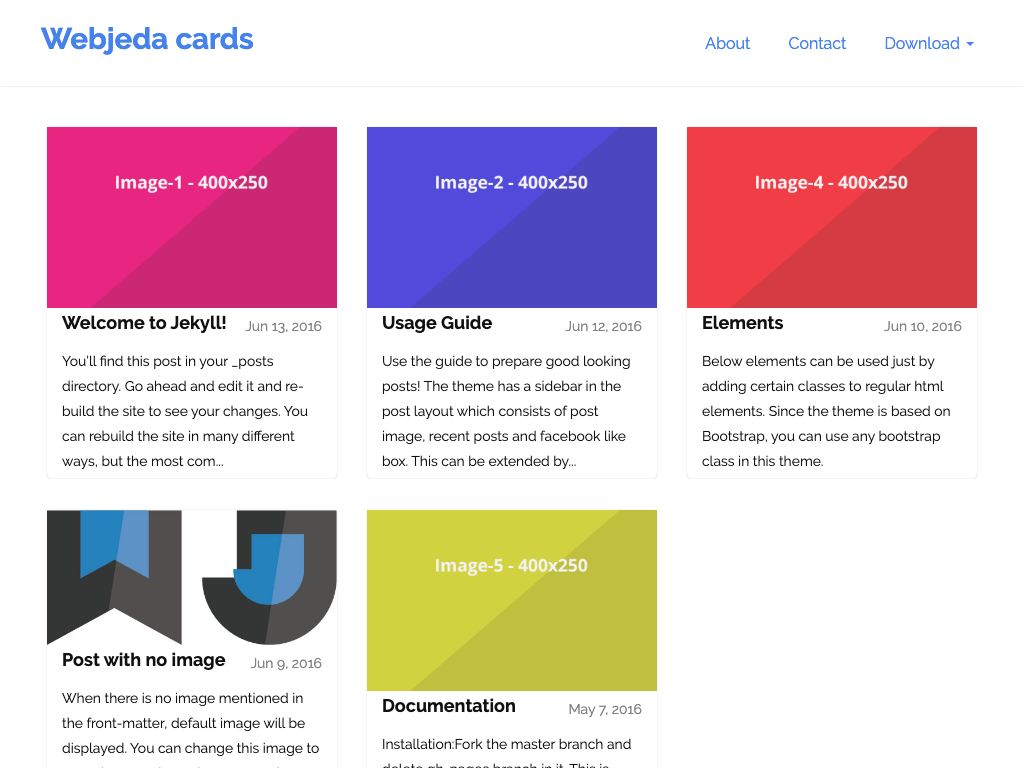 Webjeda cards
About
Contact
Download
Image-1 - 400x250
Welcome to Jekyll!
Jun 13, 2016
You'll find this post in your _posts
directory. Go ahead and edit it and re-
build the site to see your changes. You
can rebuild the site in many different
ways, but the most com...
Image-2 - 400x250
Usage Guide
Jun 12, 2016
Use the guide to prepare good looking
posts! The theme has a sidebar in the
post layout which consists of post
image, recent posts and facebook like
box. This can be extended by...
Image-4 - 400x250
Elements
Jun 10, 2016
Below elements can be used just by
adding certain classes to regular html
elements. Since the theme is based on
Bootstrap, you can use any bootstrap
class in this theme.
Post with no image
Jun 9, 2016
When there is no image mentioned in
the front-matter, default image will be
displayed. You can change this image to
Image-5 - 400x250
Documentation
May 7, 2016
Installation:Fork the master branch and
delete gh-pages branch in it. This is